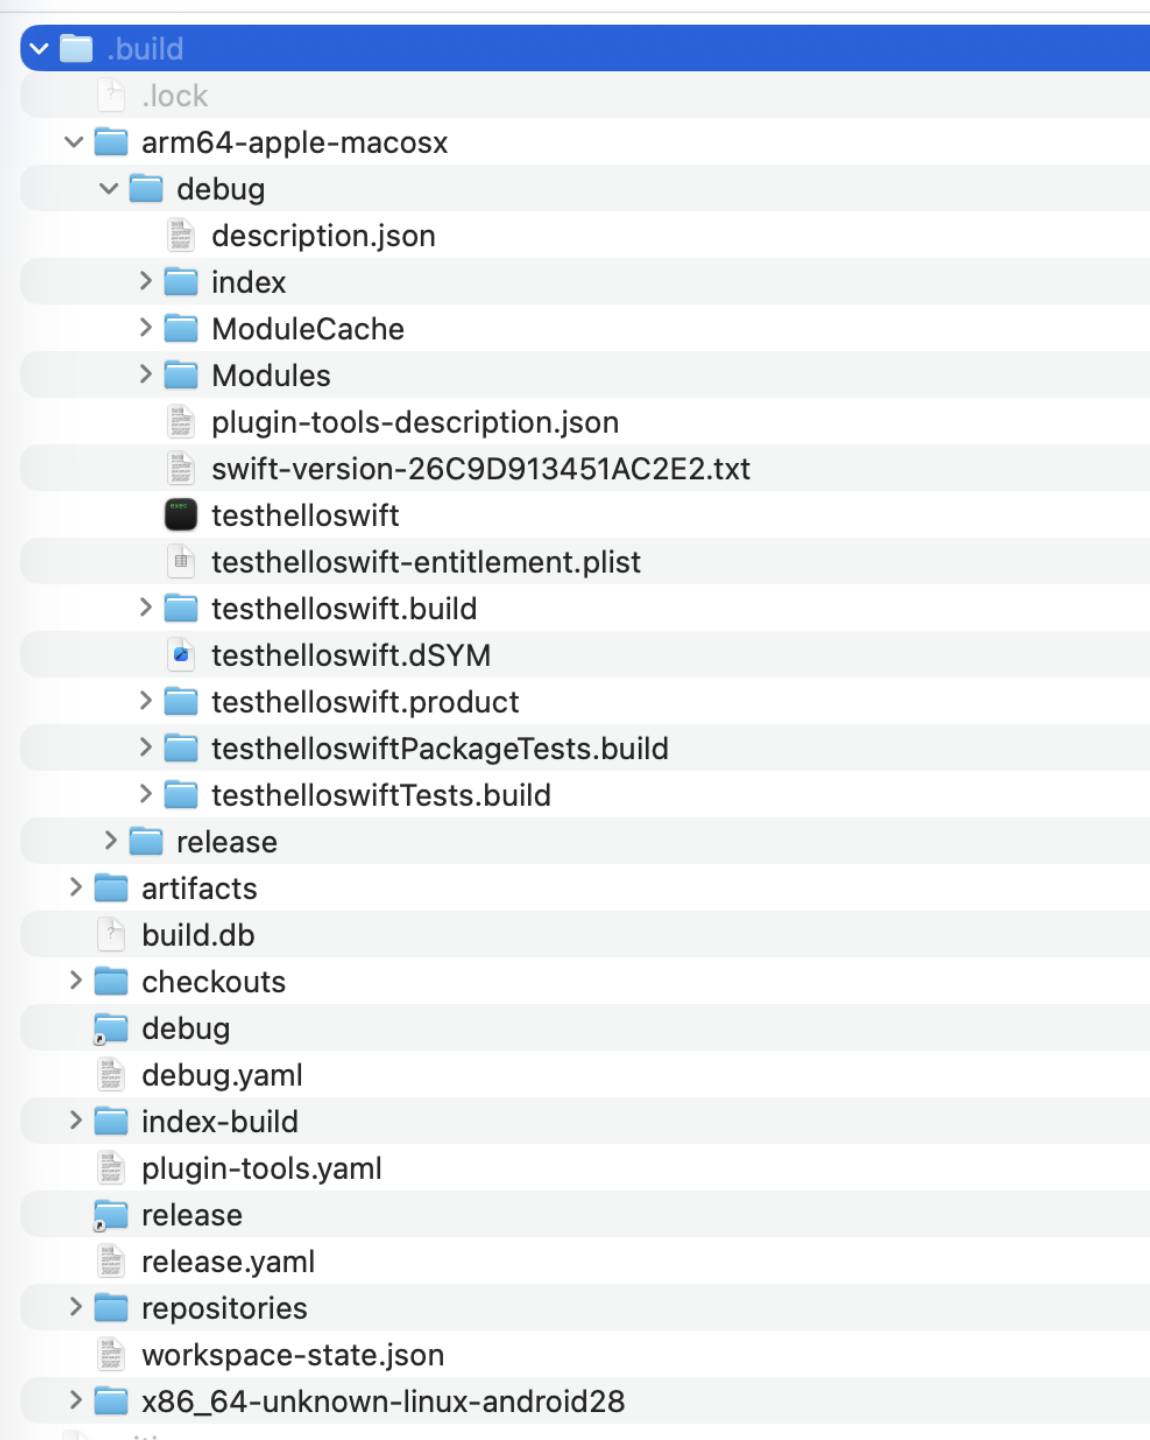 .build
.lock
arm64-apple-macosx
debug
description.json
index
ModuleCache
Modules
plugin-tools-description.json
swift-version-26C9D913451AC2E2.txt
testhelloswift
testhelloswift-entitlement.plist
testhelloswift.build
testhelloswift.dSYM
testhelloswift.product
testhelloswiftPackageTests.build
testhelloswiftTests.build
release
artifacts
build.db
checkouts
debug
debug.yaml
index-build
plugin-tools.yaml
release
release.yaml
repositories
workspace-state.json
x86_64-unknown-linux-android28